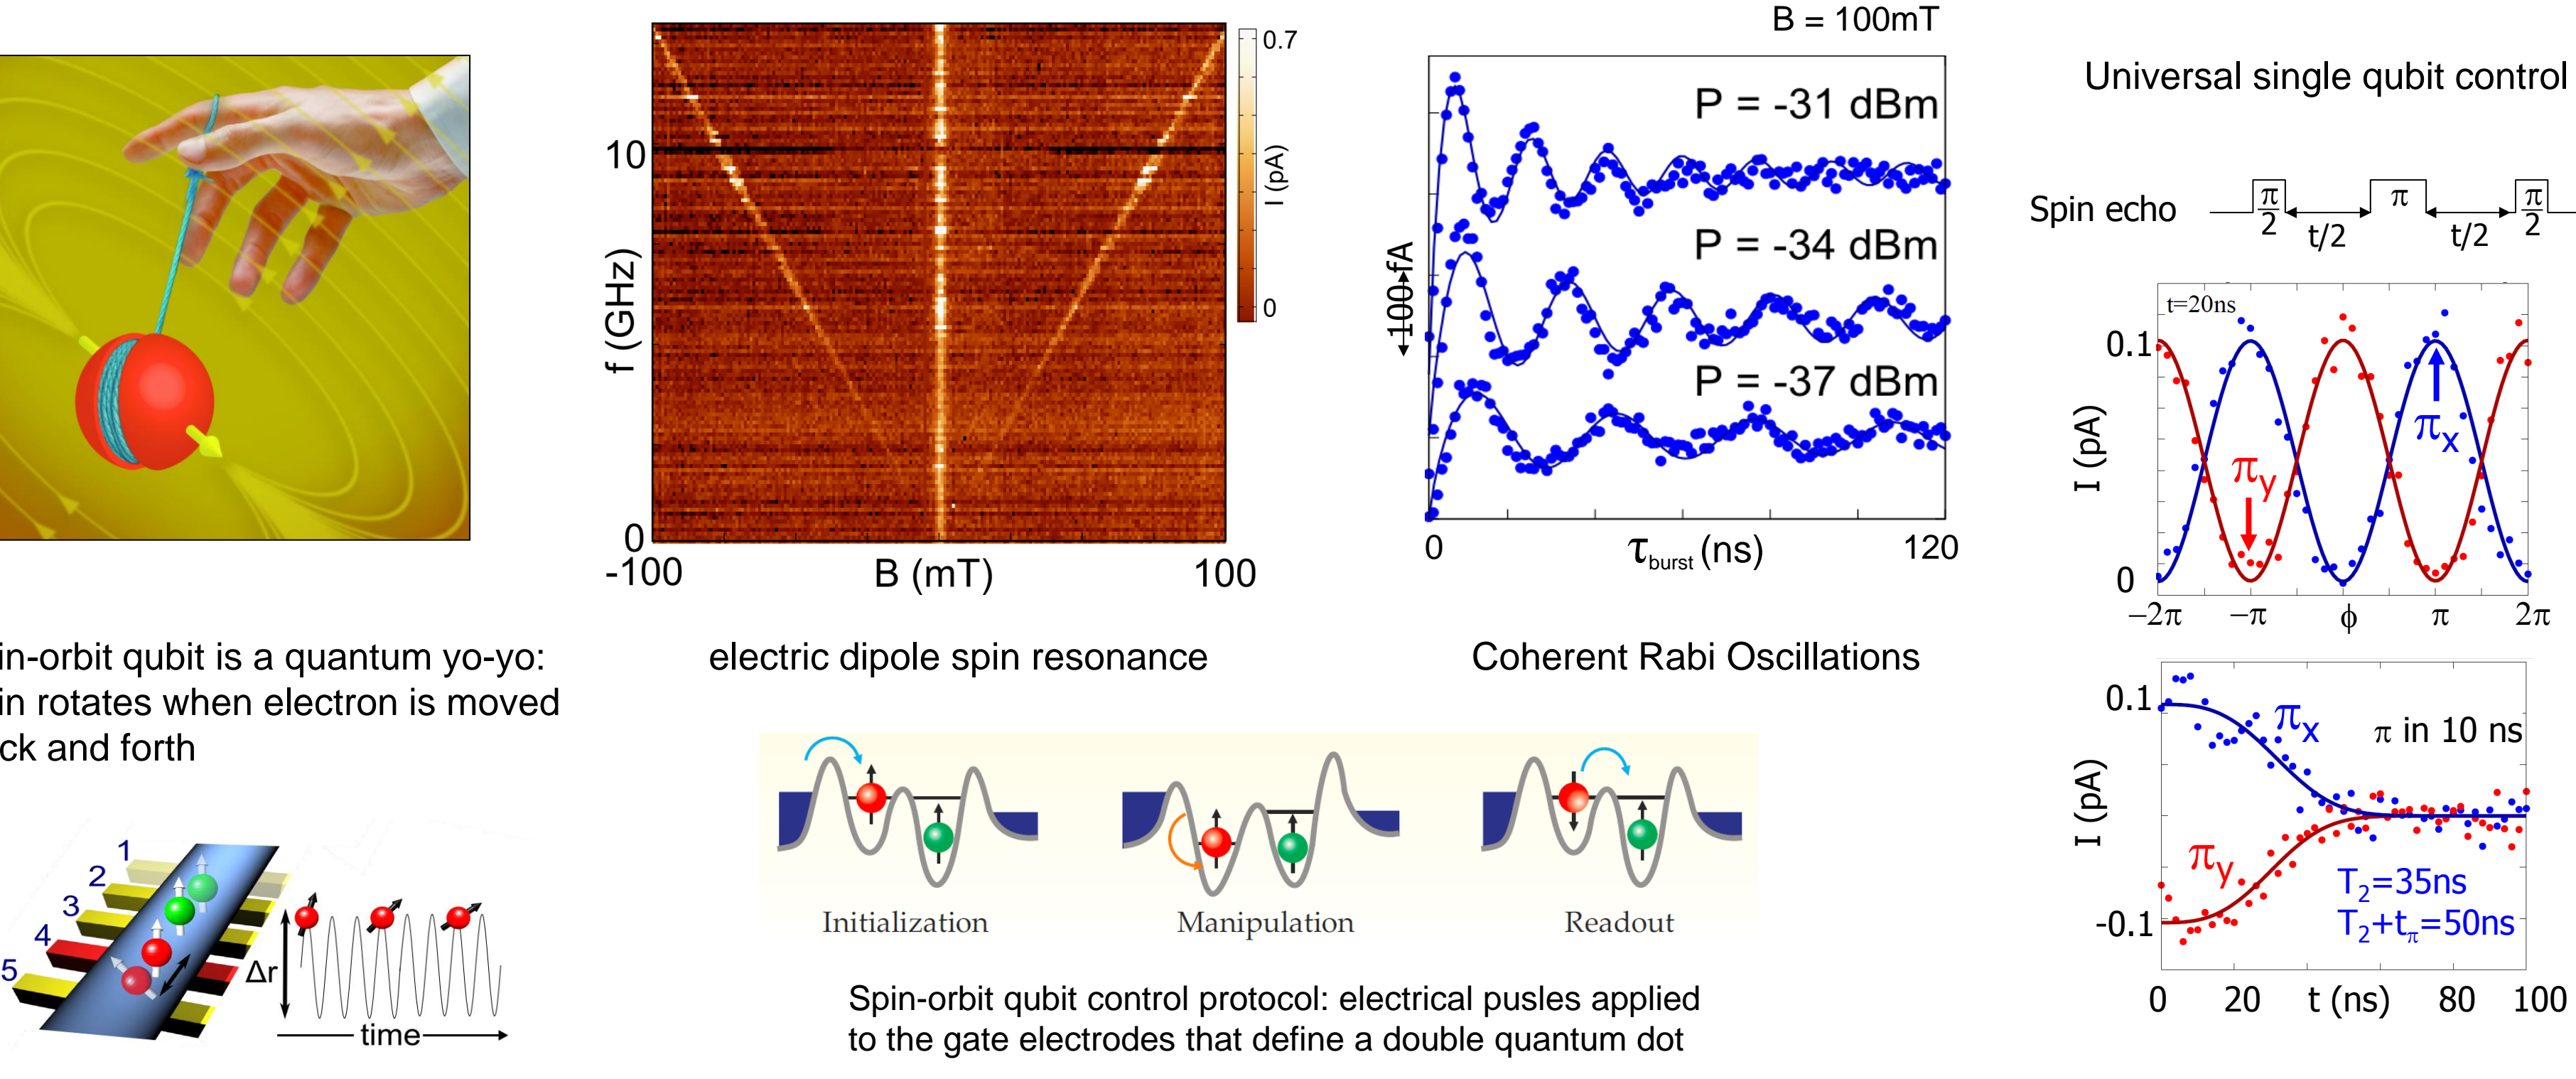 in-orbit qubit is a quantum yo-yo:
in rotates when electron is moved
ck and forth
1
2
3
4
5
Δr
time
0.7
0
I (pA)
10
0
f (GHz)
-100
B (mT)
100
electric dipole spin resonance
B = 100mT
P = -31 dBm
P = -34 dBm
P = -37 dBm
100 fA
0
τburst (ns)
120
Coherent Rabi Oscillations
Initialization
Manipulation
Readout
Spin-orbit qubit control protocol: electrical pusles applied
to the gate electrodes that define a double quantum dot
Universal single qubit control
Spin echo
π/2
t/2
π
t/2
π/2
t=20ns
0.1
0
I (pA)
πx
πy
−2π
−π
ϕ
π
2π
0.1
-0.1
I (pA)
πx
π in 10 ns
πy
T2=35ns
T2+tπ=50ns
0
20
t (ns)
80
100